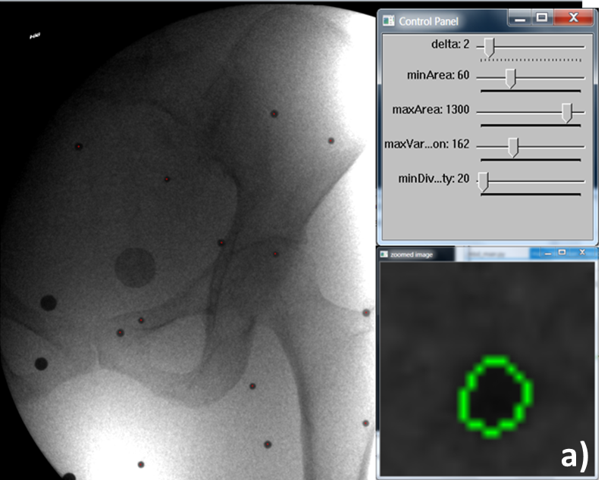 Control Panel
delta: 2
minArea: 60
maxArea: 1300
maxVar...on: 162
minDiv...ty: 20
zoomed image
a)